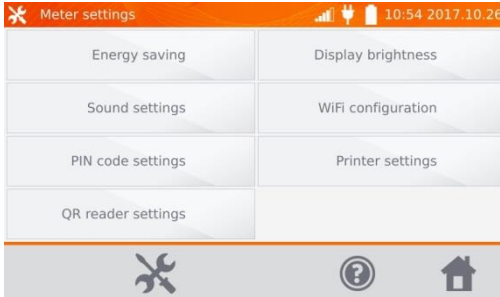 Meter settings 10:54 2017.10.26
Energy saving Display brightness
Sound settings WiFi configuration
PIN code settings Printer settings
QR reader settings